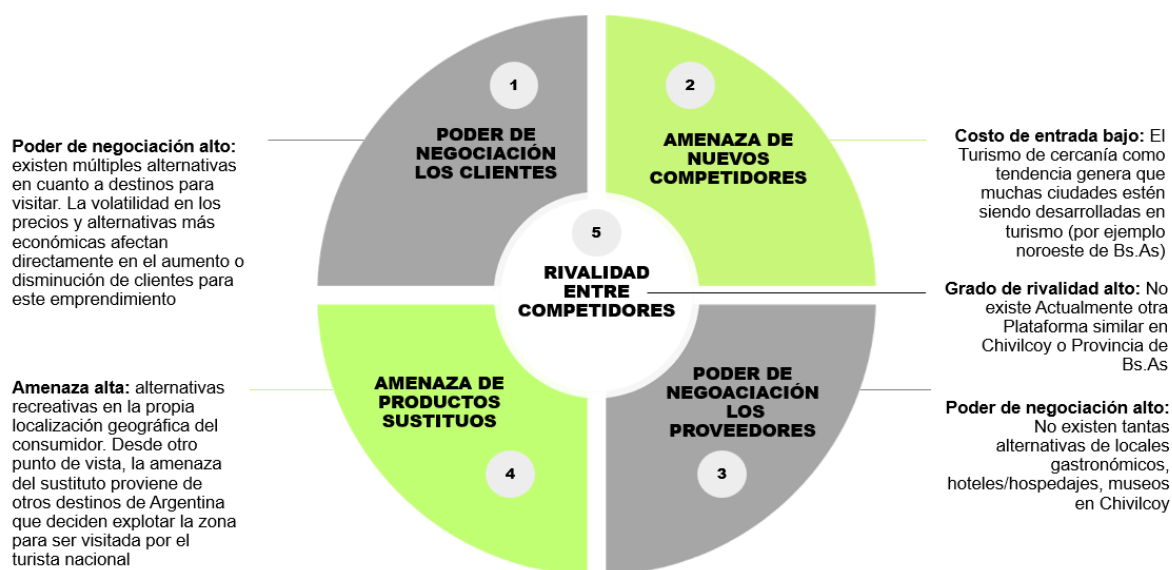 1
PODER DE
NEGOCIACIÓN
LOS CLIENTES
Poder de negociación alto:
existen múltiples alternativas
en cuanto a destinos para
visitar. La volatilidad en los
precios y alternativas más
económicas afectan
directamente en el aumento o
disminución de clientes para
este emprendimiento
2
AMENAZA DE
NUEVOS
COMPETIDORES
Costo de entrada bajo: El
Turismo de cercanía como
tendencia genera que
muchas ciudades estén
siendo desarrolladas en
turismo (por ejemplo
noroeste de Bs.As)
5
RIVALIDAD
ENTRE
COMPETIDORES
Grado de rivalidad alto: No
existe Actualmente otra
Plataforma similar en
Chivilcoy o Provincia de
Bs.As
AMENAZA DE
PRODUCTOS
SUSTITUOS
4
Amenaza alta: alternativas
recreativas en la propia
localización geográfica del
consumidor. Desde otro
punto de vista, la amenaza
del sustituto proviene de
otros destinos de Argentina
que deciden explotar la zona
para ser visitada por el
turista nacional
PODER DE
NEGOACIACIÓN
LOS
PROVEEDORES
3
Poder de negociación alto:
No existen tantas
alternativas de locales
gastronómicos,
hoteles/hospedajes, museos
en Chivilcoy